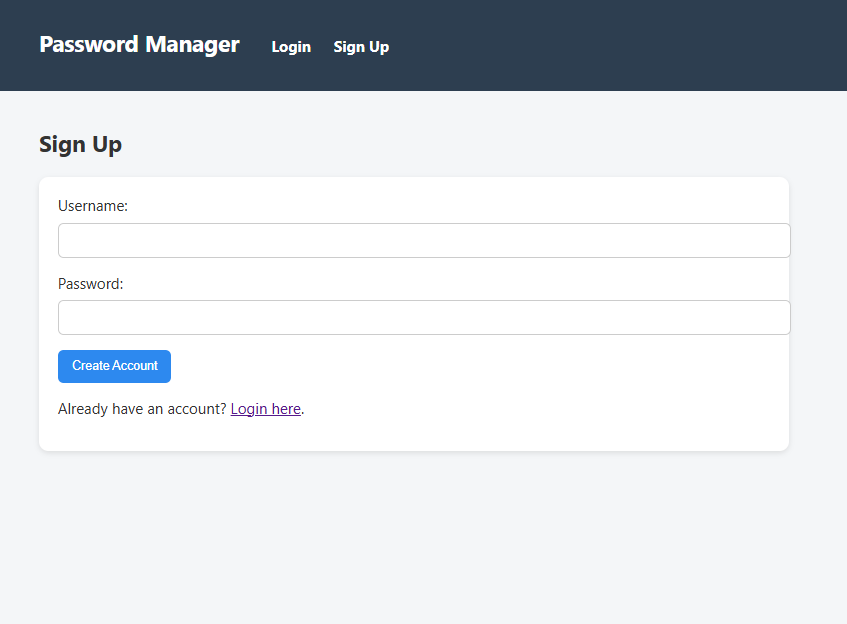 Password Manager Login Sign Up
Sign Up
Username:
Password:
Create Account
Already have an account? Login here.